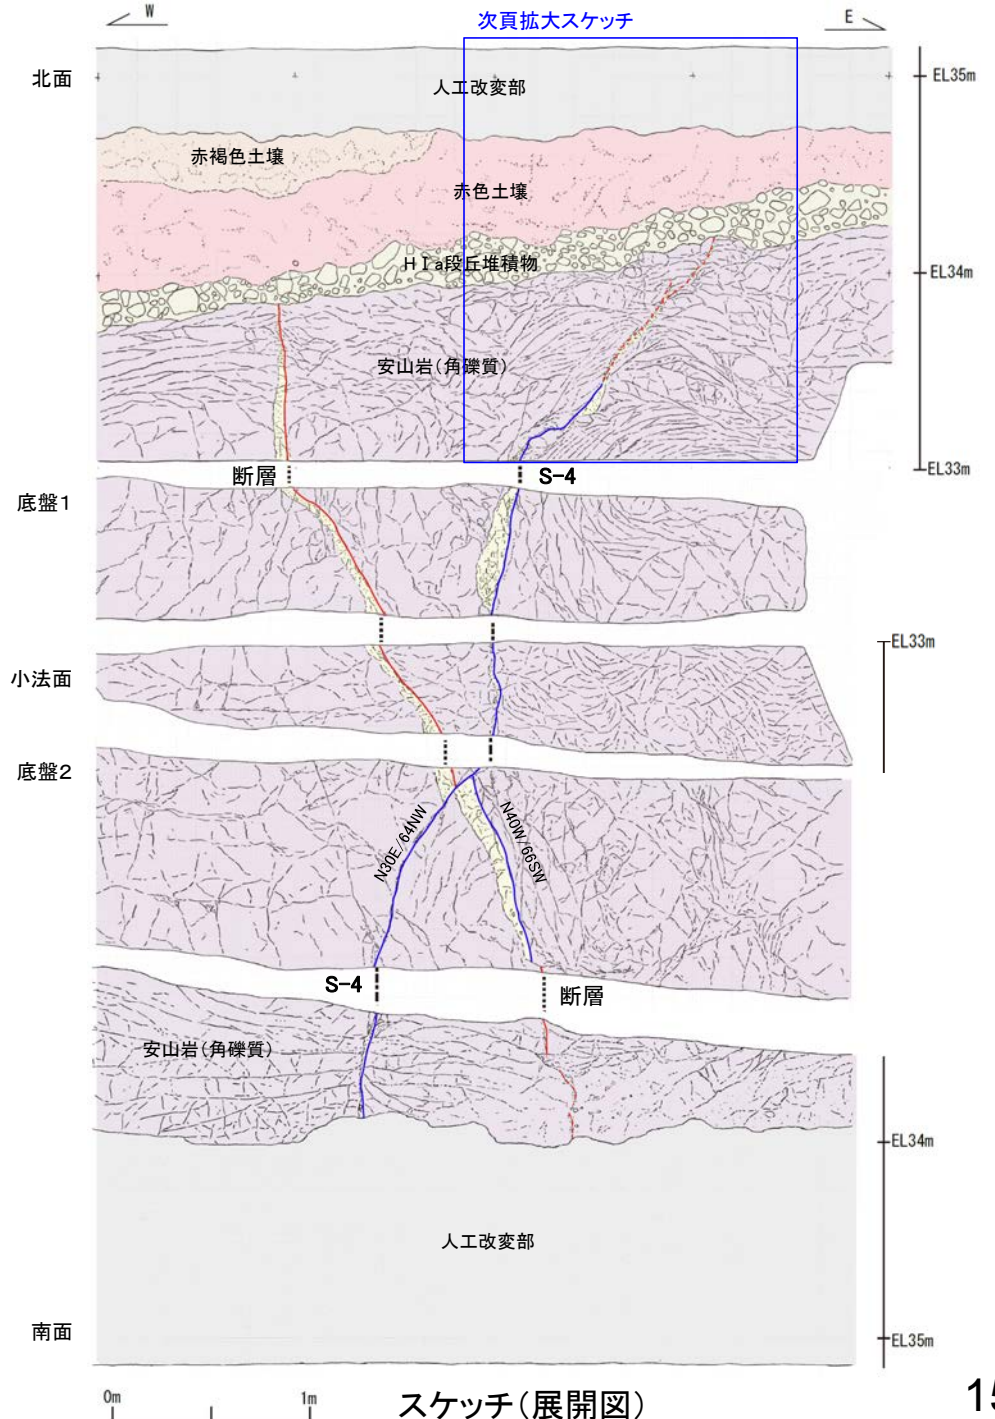 W
次頁拡大スケッチ
E
北面
人工改変部
EL35m
赤褐色土壌
赤色土壌
HⅠa段丘堆積物
EL34m
安山岩(角礫質)
断層
S-4
EL33m
底盤1
EL33m
小法面
底盤2
N30E/64NW
N40W/66SW
S-4
断層
安山岩(角礫質)
EL34m
人工改変部
南面
EL35m
0m
1m
スケッチ(展開図)